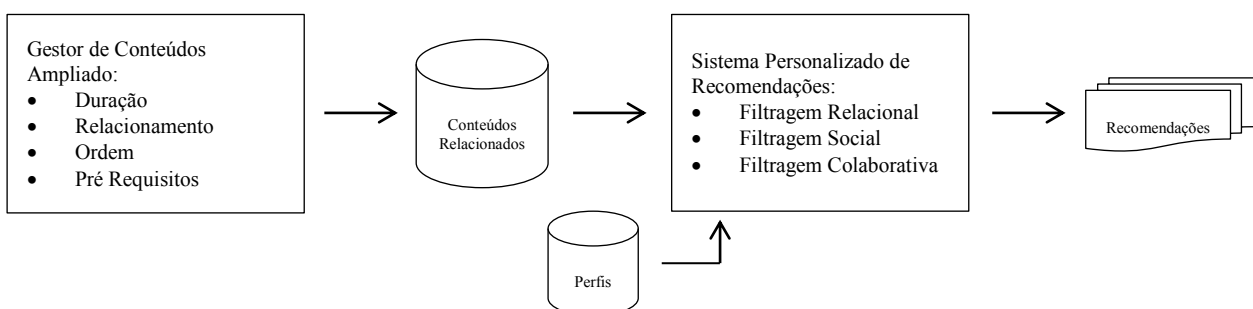 Gestor de Conteúdos
Ampliado:
• Duração
• Relacionamento
• Ordem
• Pré Requisitos
Conteúdos
Relacionados
Sistema Personalizado de
Recomendações:
• Filtragem Relacional
• Filtragem Social
• Filtragem Colaborativa
Recomendações
Perfis